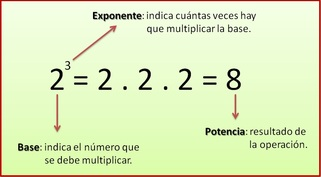 Exponente: indica cuántas veces hay
que multiplicar la base.
2³ = 2 . 2 . 2 = 8
Potencia: resultado de
la operación.
Base: indica el número que
se debe multiplicar.